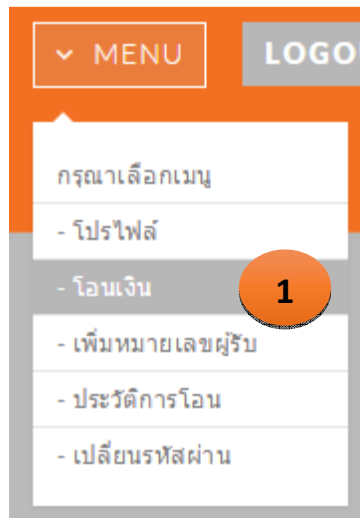 MENU
LOGO
กรุณาเลือกเมนู
- โปรไฟล์
- โอนเงิน
1
- เพิ่มหมายเลขผู้รับ
- ประวัติการโอน
- เปลี่ยนรหัสผ่าน